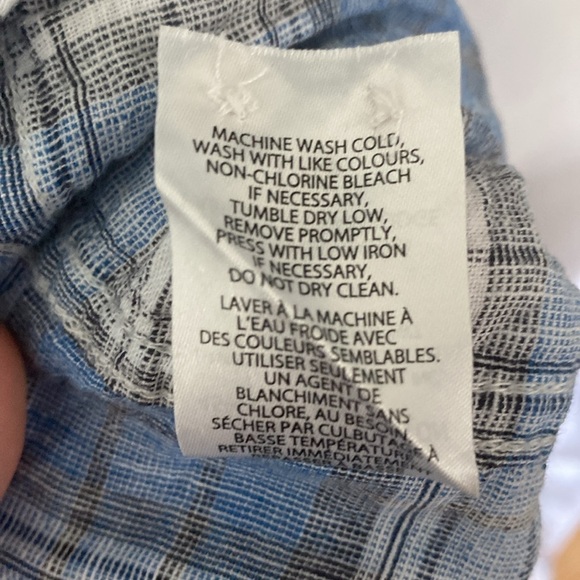 MACHINE WASH COLD,
WASH WITH LIKE COLOURS,
NON-CHLORINE BLEACH
IF NECESSARY,
TUMBLE DRY LOW,
REMOVE PROMPTLY,
PRESS WITH LOW IRON
IF NECESSARY,
DO NOT DRY CLEAN.
LAVER À LA MACHINE À
L'EAU FROIDE AVEC
DES COULEURS SEMBLABLES.
UTILISER SEULEMENT
UN AGENT DE
BLANCHIMENT SANS
CHLORE, AU BESOIN,
SÉCHER PAR CULBUTAGE
BASSE TEMPÉRATURE À
RETIRER